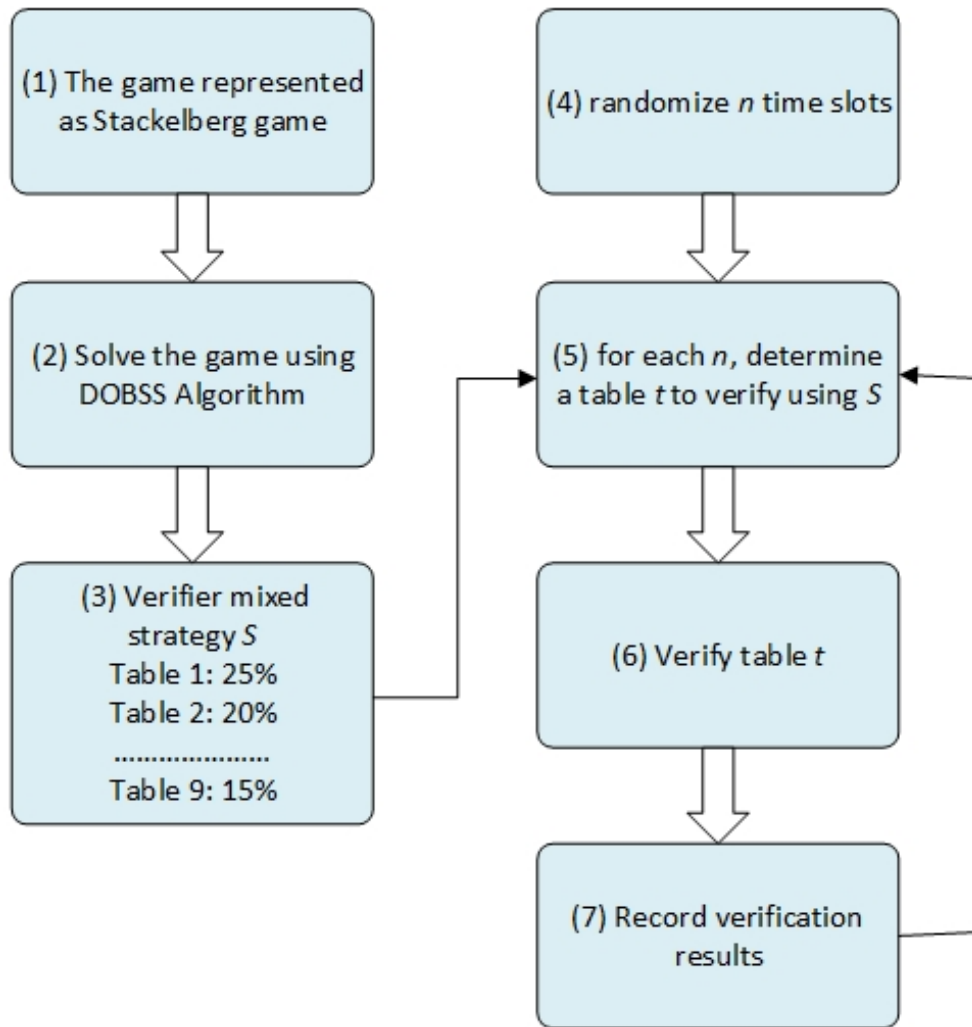 (1) The game represented
as Stackelberg game
(2) Solve the game using
DOBSS Algorithm
(3) Verifier mixed
strategy S
Table 1: 25%
Table 2: 20%
.....................
Table 9: 15%
(4) randomize n time slots
(5) for each n, determine
a table t to verify using S
(6) Verify table t
(7) Record verification
results